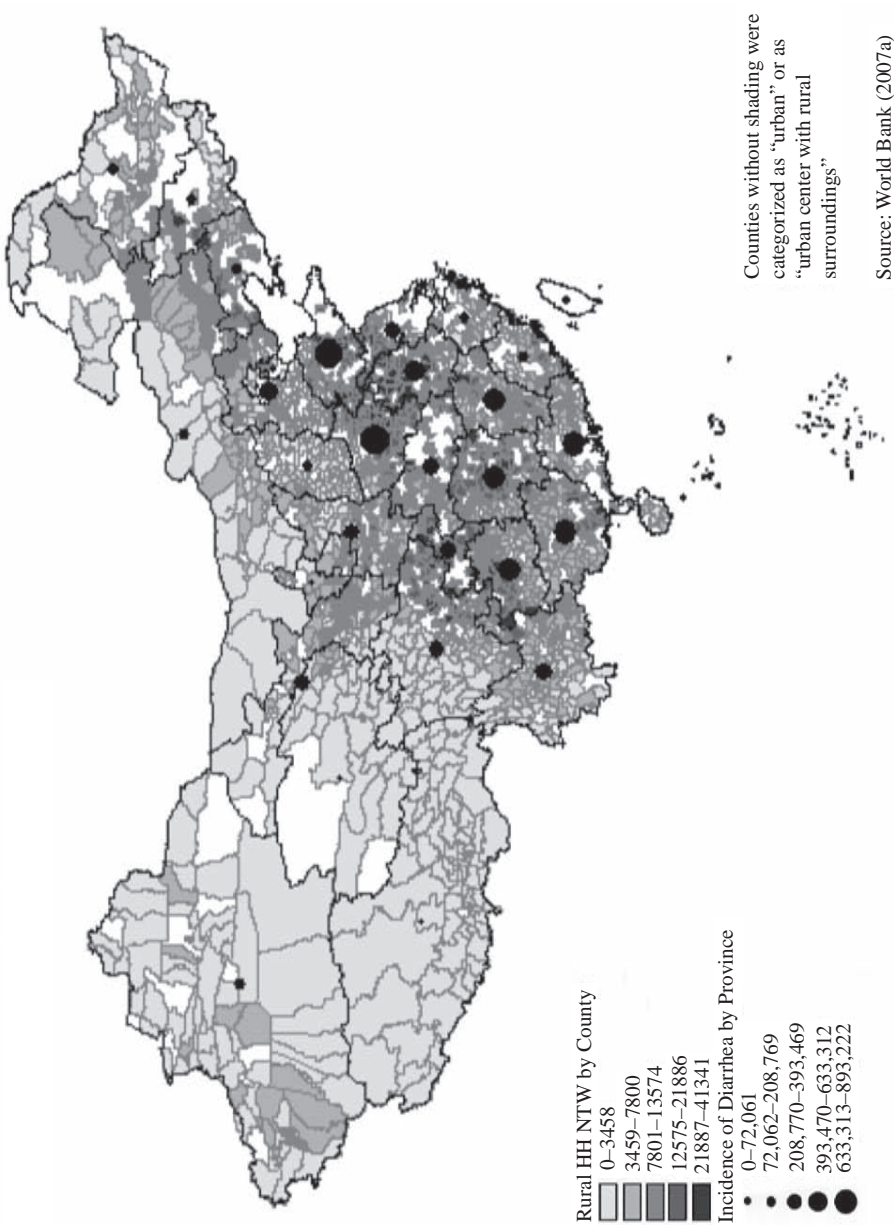 Rural HH NTW by County
0–3458
3459–7800
7801–13574
12575–21886
21887–41341
Incidence of Diarrhea by Province
0–72,061
72,062–208,769
208,770–393,469
393,470–633,312
633,313–893,222
Counties without shading were
categorized as “urban” or as
“urban center with rural
surroundings”
Source: World Bank (2007a)